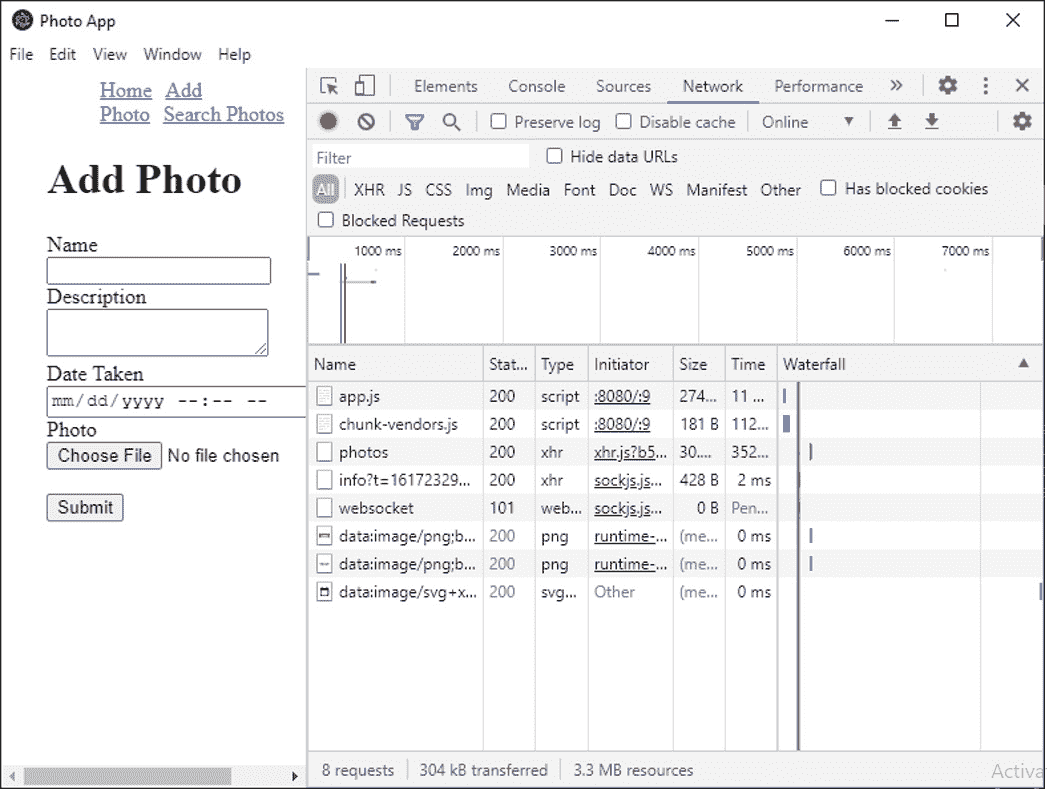 Photo App
File Edit View Window Help
Home Add
Photo Search Photos
Add Photo
Name
Description
Date Taken
mm/dd/yyyy --:-- --
Photo
Choose File No file chosen
Submit
Elements Console Sources Network Performance »
Preserve log Disable cache Online
Filter Hide data URLs
All XHR JS CSS Img Media Font Doc WS Manifest Other Has blocked cookies
Blocked Requests
1000 ms 2000 ms 3000 ms 4000 ms 5000 ms 6000 ms 7000 ms
Name Stat... Type Initiator Size Time Waterfall
app.js 200 script :8080/:9 274... 11 ...
chunk-vendors.js 200 script :8080/:9 181 B 112...
photos 200 xhr xhr.js?b5... 30.... 352...
info?t=16172329... 200 xhr sockjs.js... 428 B 2 ms
websocket 101 web... sockjs.js... 0 B Pen...
data:image/png;b... 200 png runtime-... (me... 0 ms
data:image/png;b... 200 png runtime-... (me... 0 ms
data:image/svg+x... 200 svg... Other (me... 0 ms
8 requests 304 kB transferred 3.3 MB resources
Activa